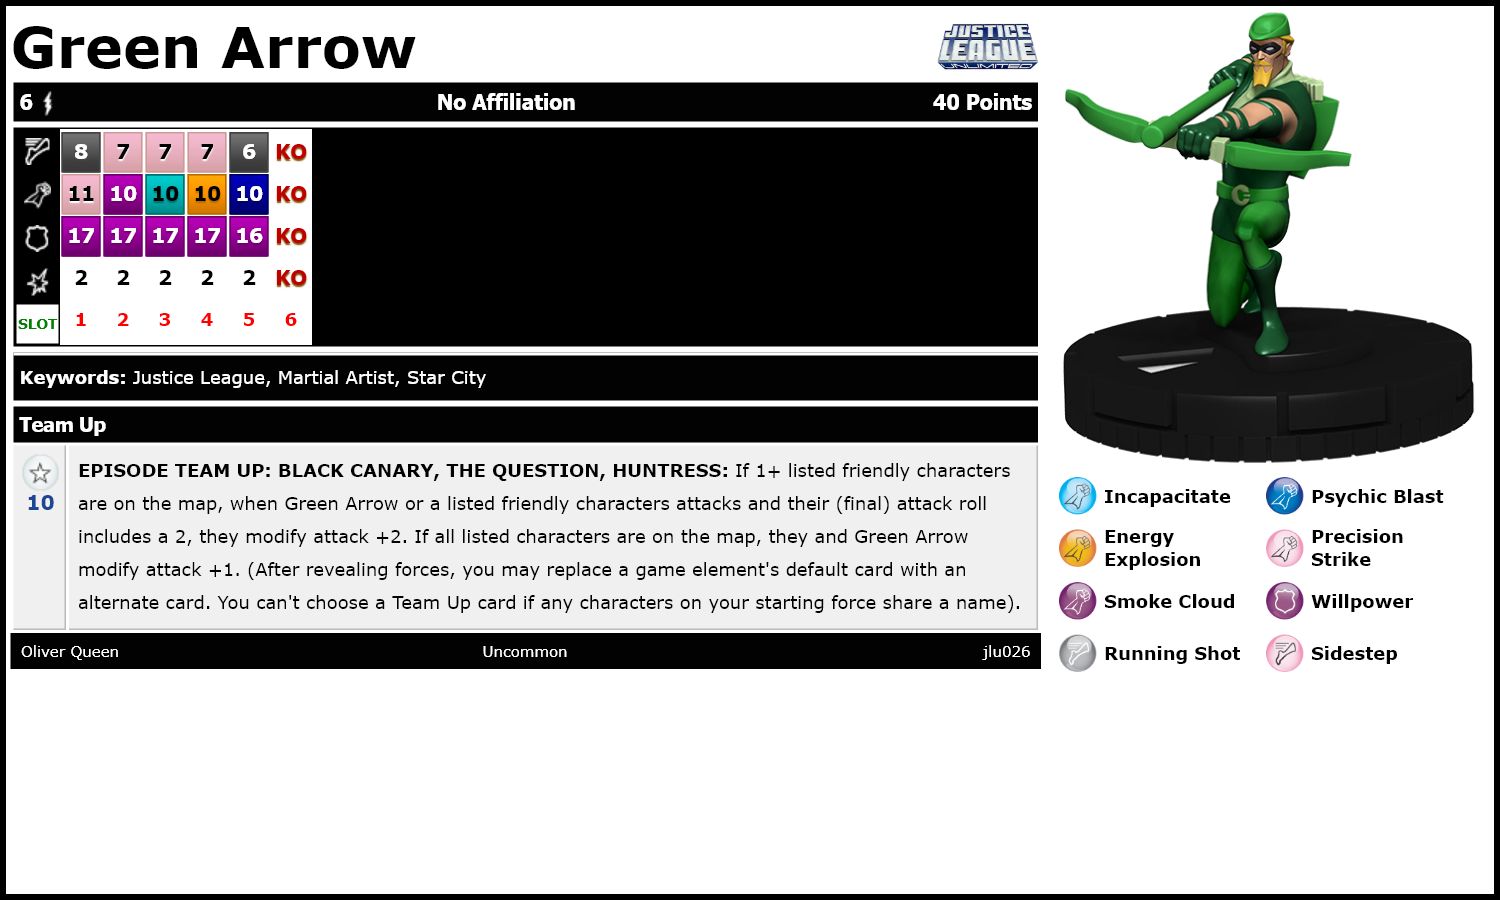 Green Arrow
JUSTICE
LEAGUE
UNLIMITED
6 No Affiliation 40 Points
8 7 7 7 6 KO
11 10 10 10 10 KO
17 17 17 17 16 KO
2 2 2 2 2 KO
SLOT 1 2 3 4 5 6
Keywords: Justice League, Martial Artist, Star City
Team Up
10
EPISODE TEAM UP: BLACK CANARY, THE QUESTION, HUNTRESS: If 1+ listed friendly characters
are on the map, when Green Arrow or a listed friendly characters attacks and their (final) attack roll
includes a 2, they modify attack +2. If all listed characters are on the map, they and Green Arrow
modify attack +1. (After revealing forces, you may replace a game element's default card with an
alternate card. You can't choose a Team Up card if any characters on your starting force share a name).
Oliver Queen Uncommon jlu026
G
Incapacitate Psychic Blast
Energy
Explosion
Precision
Strike
Smoke Cloud Willpower
Running Shot Sidestep